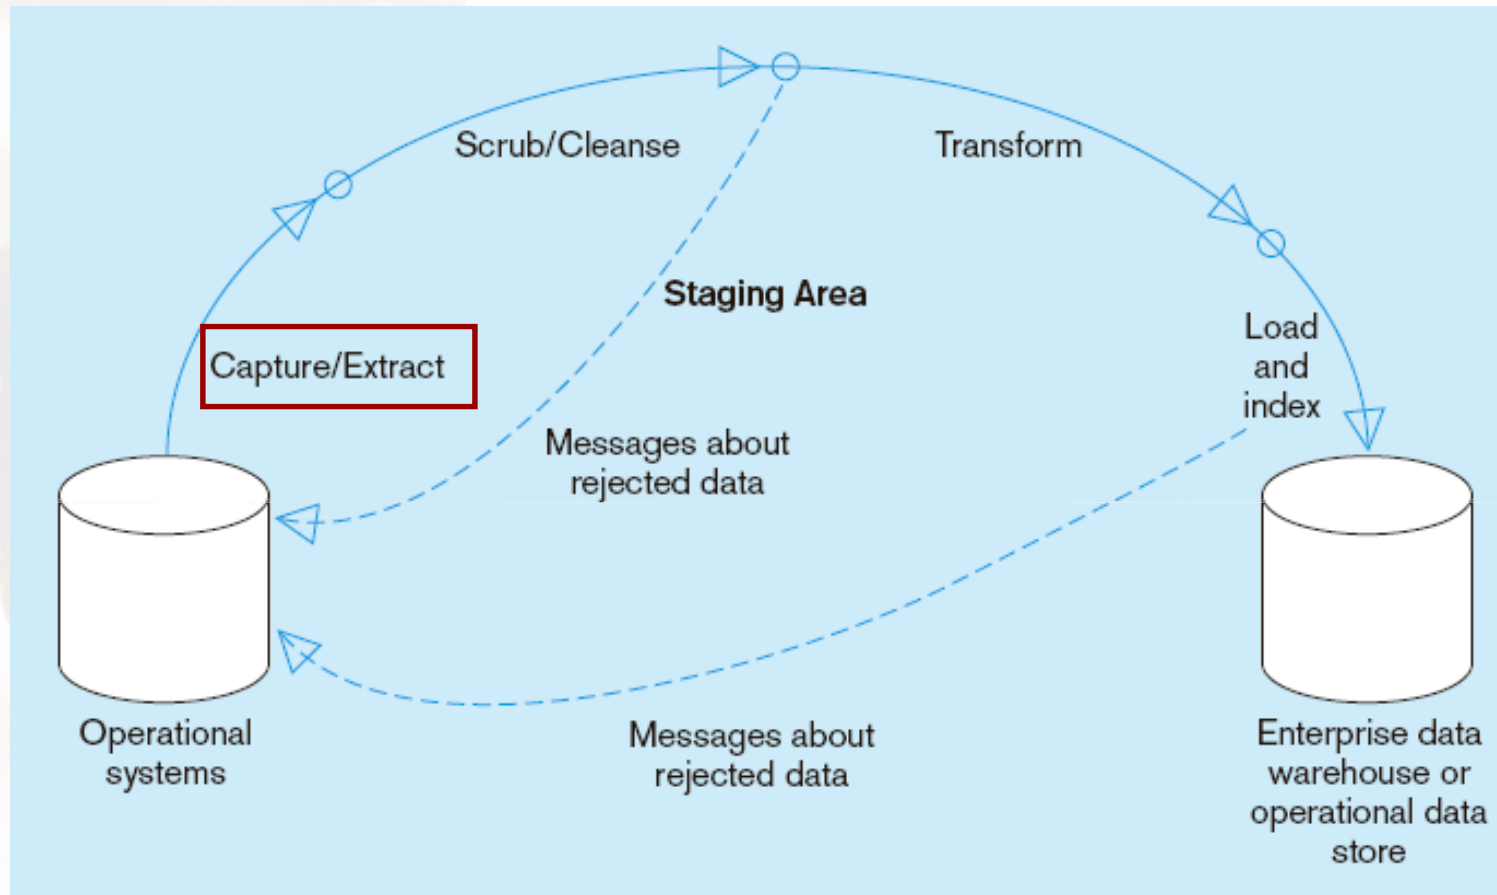 Scrub/Cleanse
Transform
Staging Area
Capture/Extract
Load
and
index
Messages about
rejected data
Operational
systems
Messages about
rejected data
Enterprise data
warehouse or
operational data
store